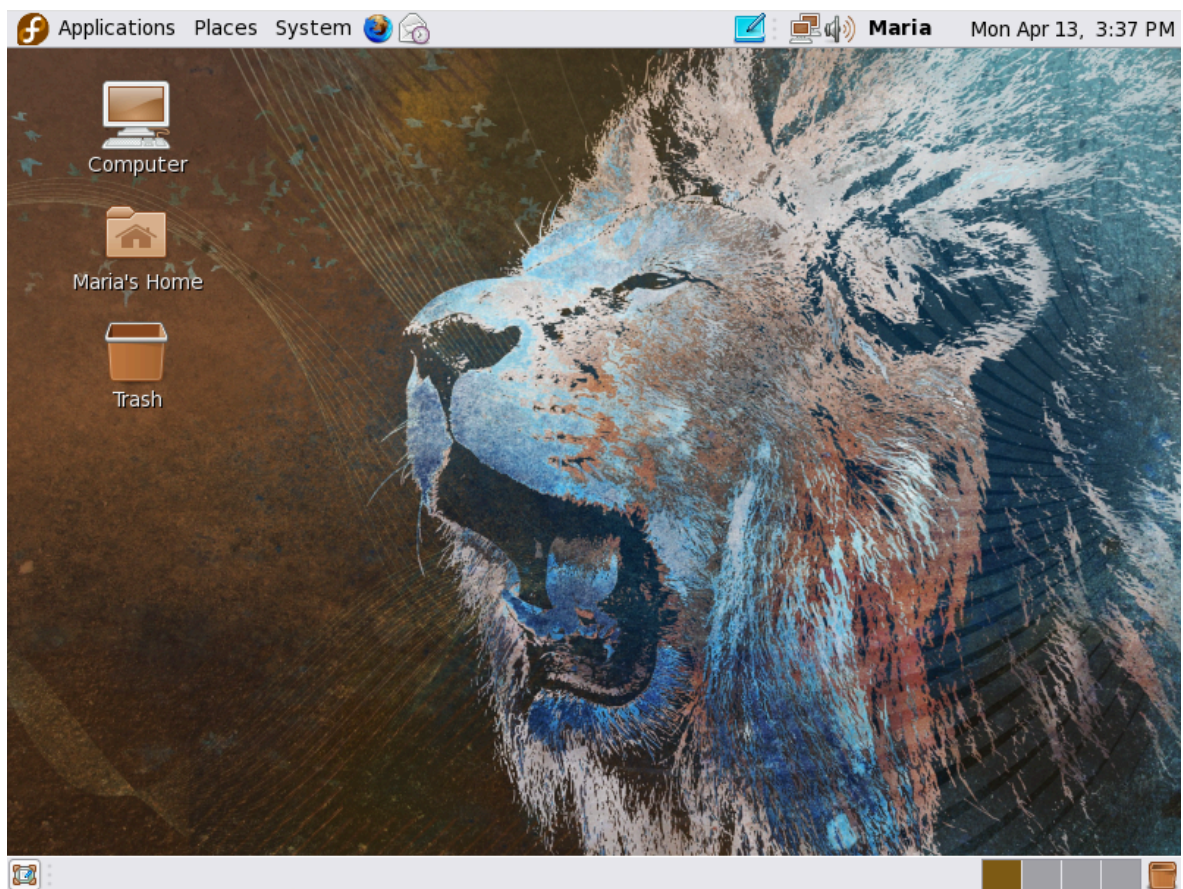 Applications Places System Maria Mon Apr 13, 3:37 PM
Computer
Maria's Home
Trash